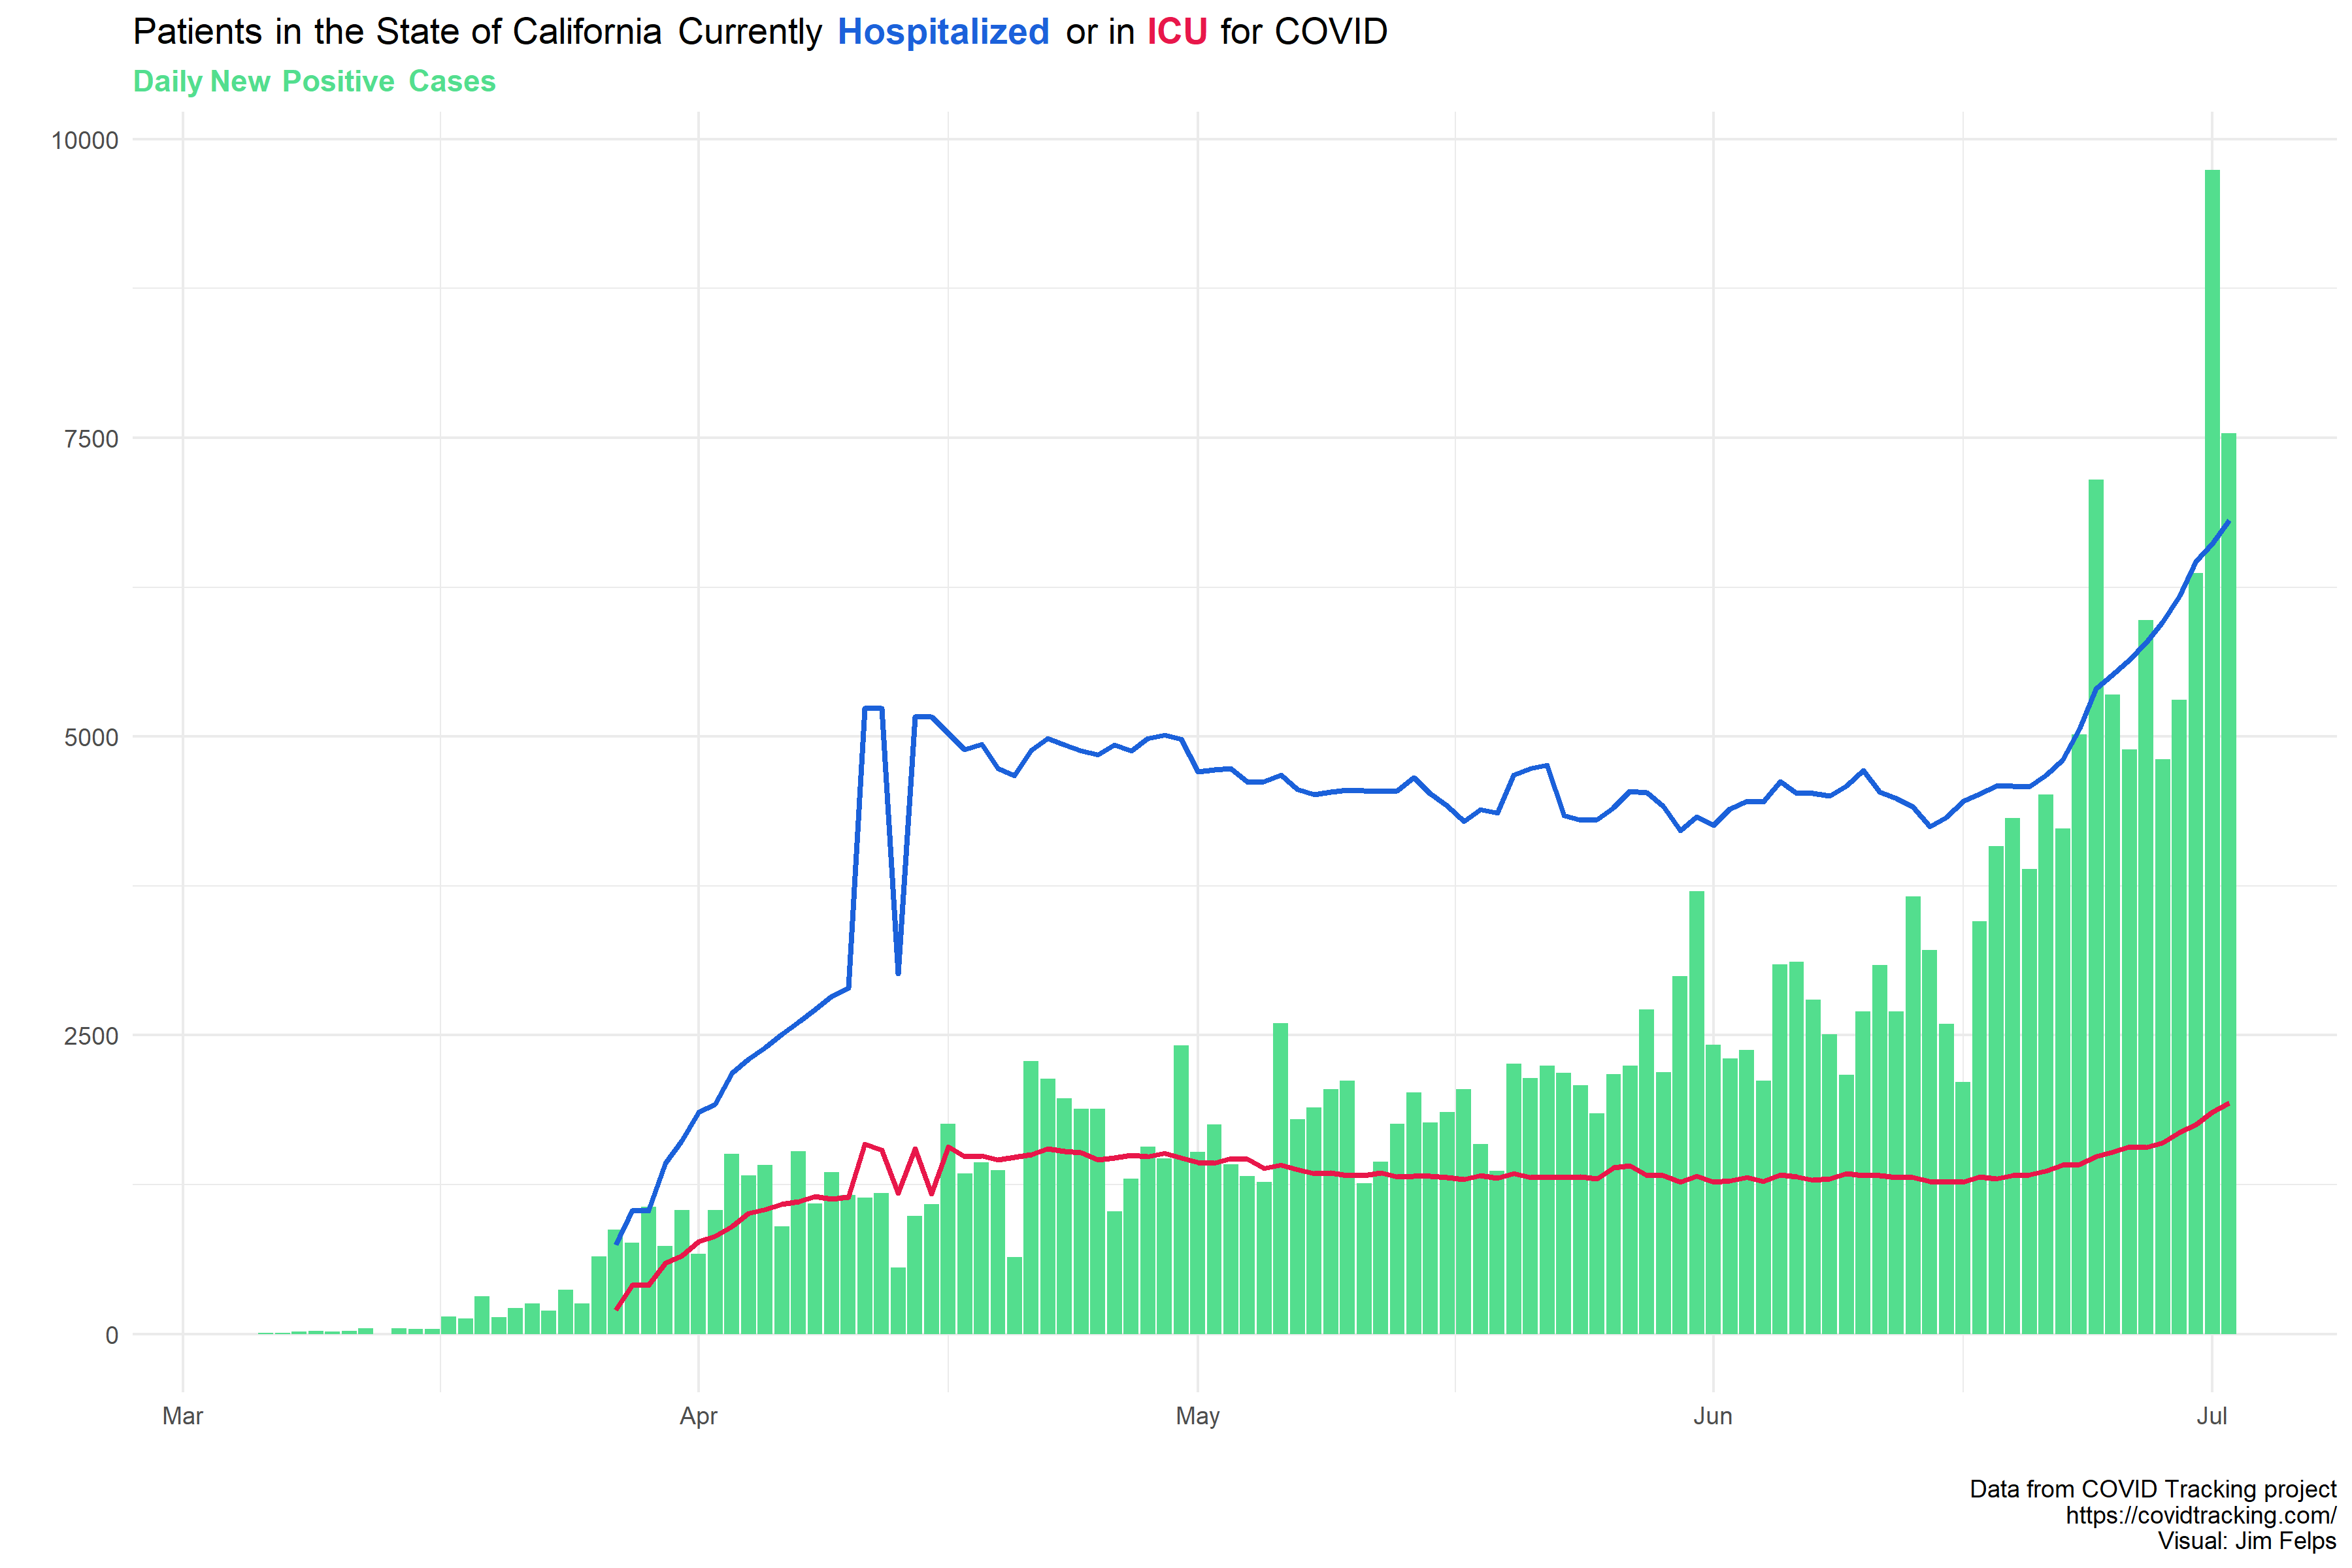 Patients in the State of California Currently Hospitalized or in ICU for COVID
Daily New Positive Cases
10000
7500
5000
2500
0
Mar Apr May Jun Jul
Data from COVID Tracking project
https://covidtracking.com/
Visual: Jim Felps